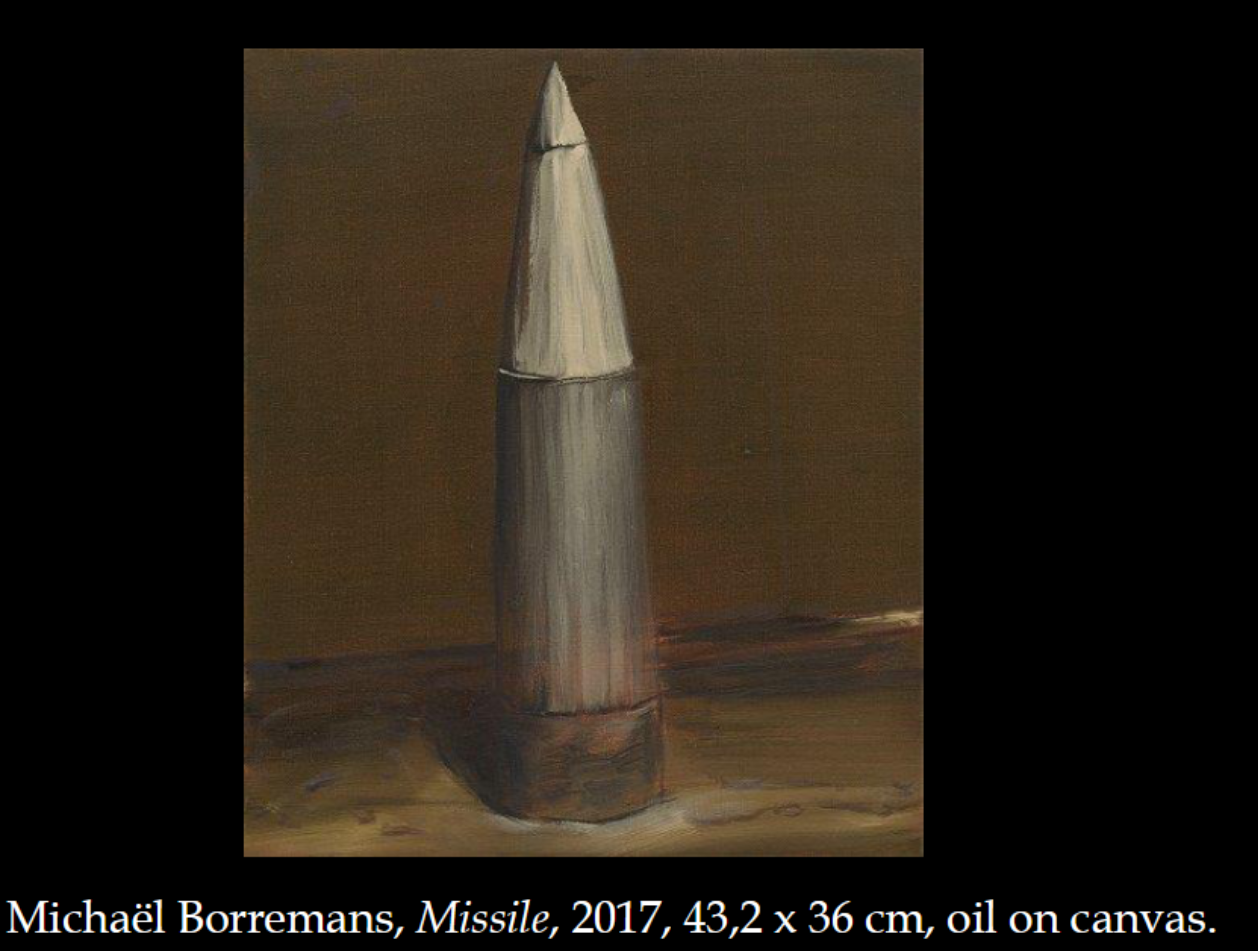 Michaël Borremans, Missile, 2017, 43,2 x 36 cm, oil on canvas.